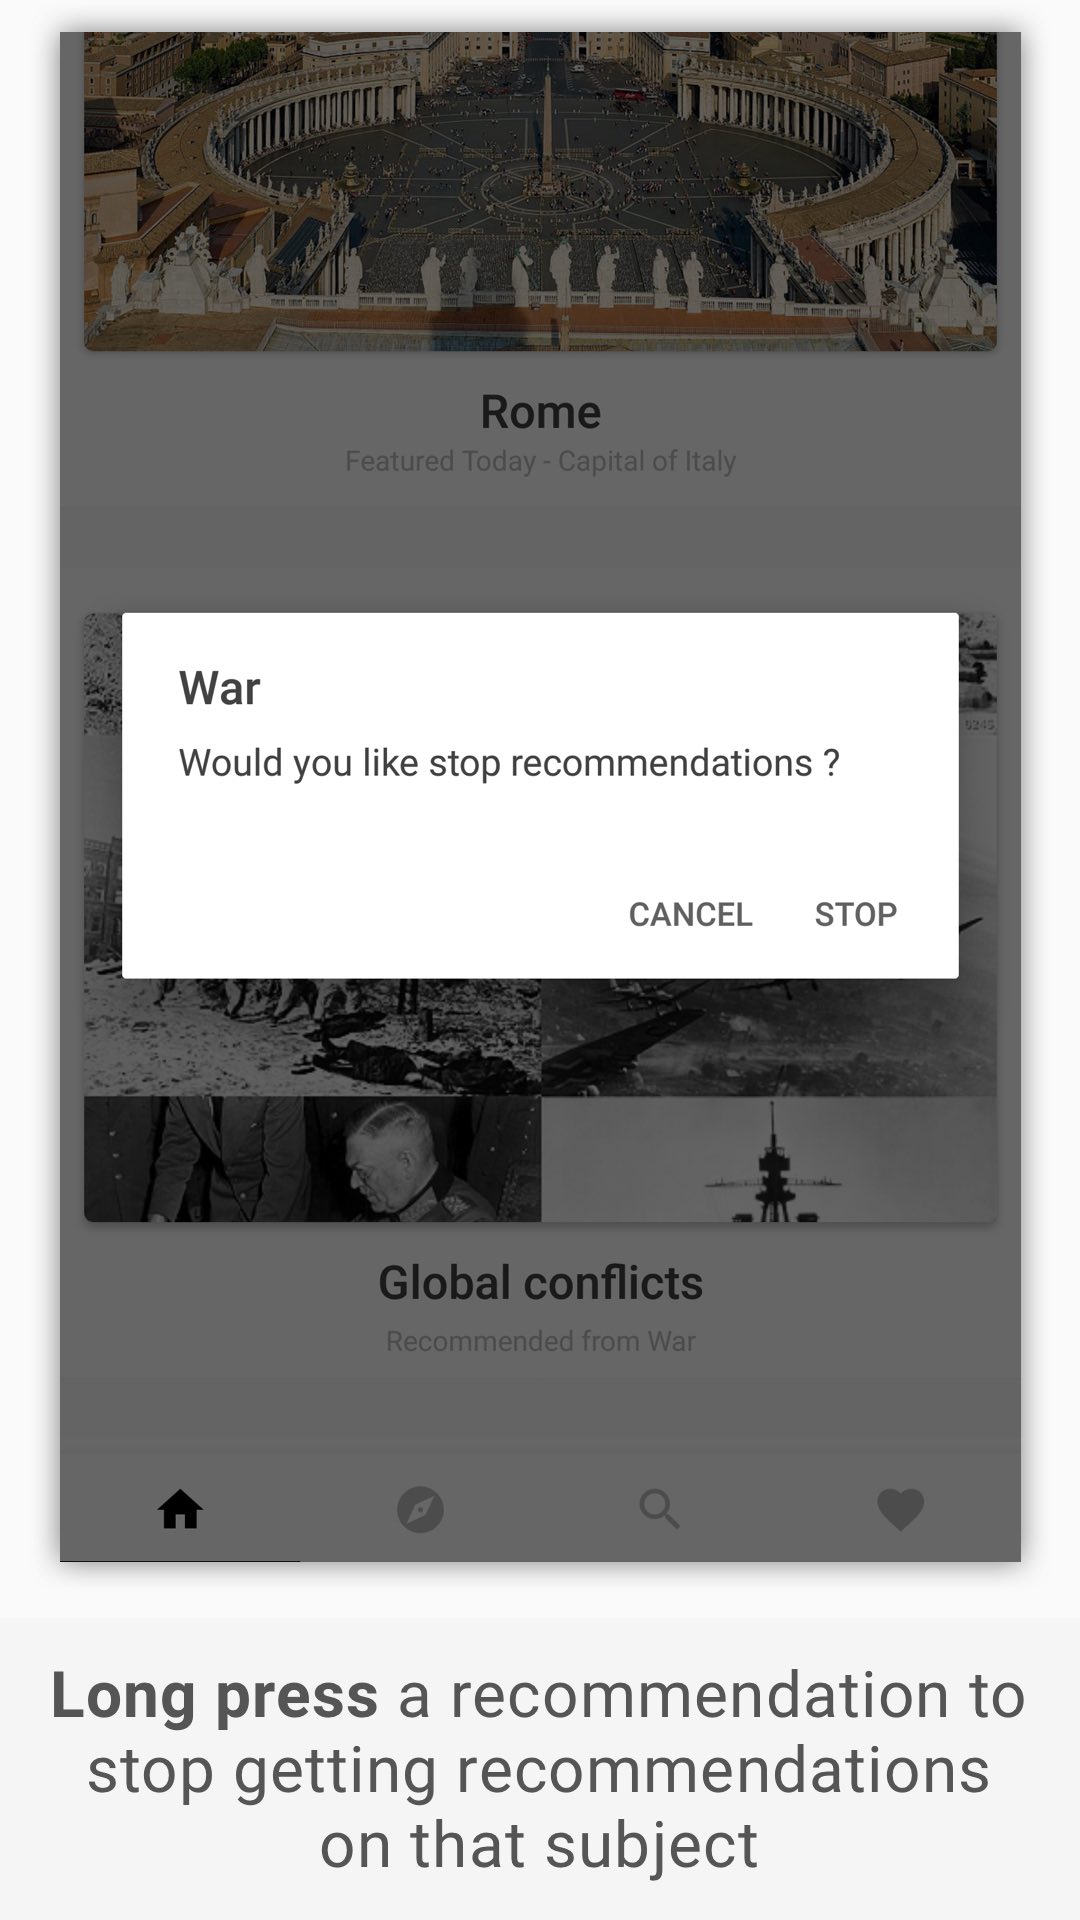 Rome
Featured Today - Capital of Italy
0245
War
Would you like stop recommendations ?
CANCEL STOP
Global conflicts
Recommended from War
Long press a recommendation to
stop getting recommendations
on that subject